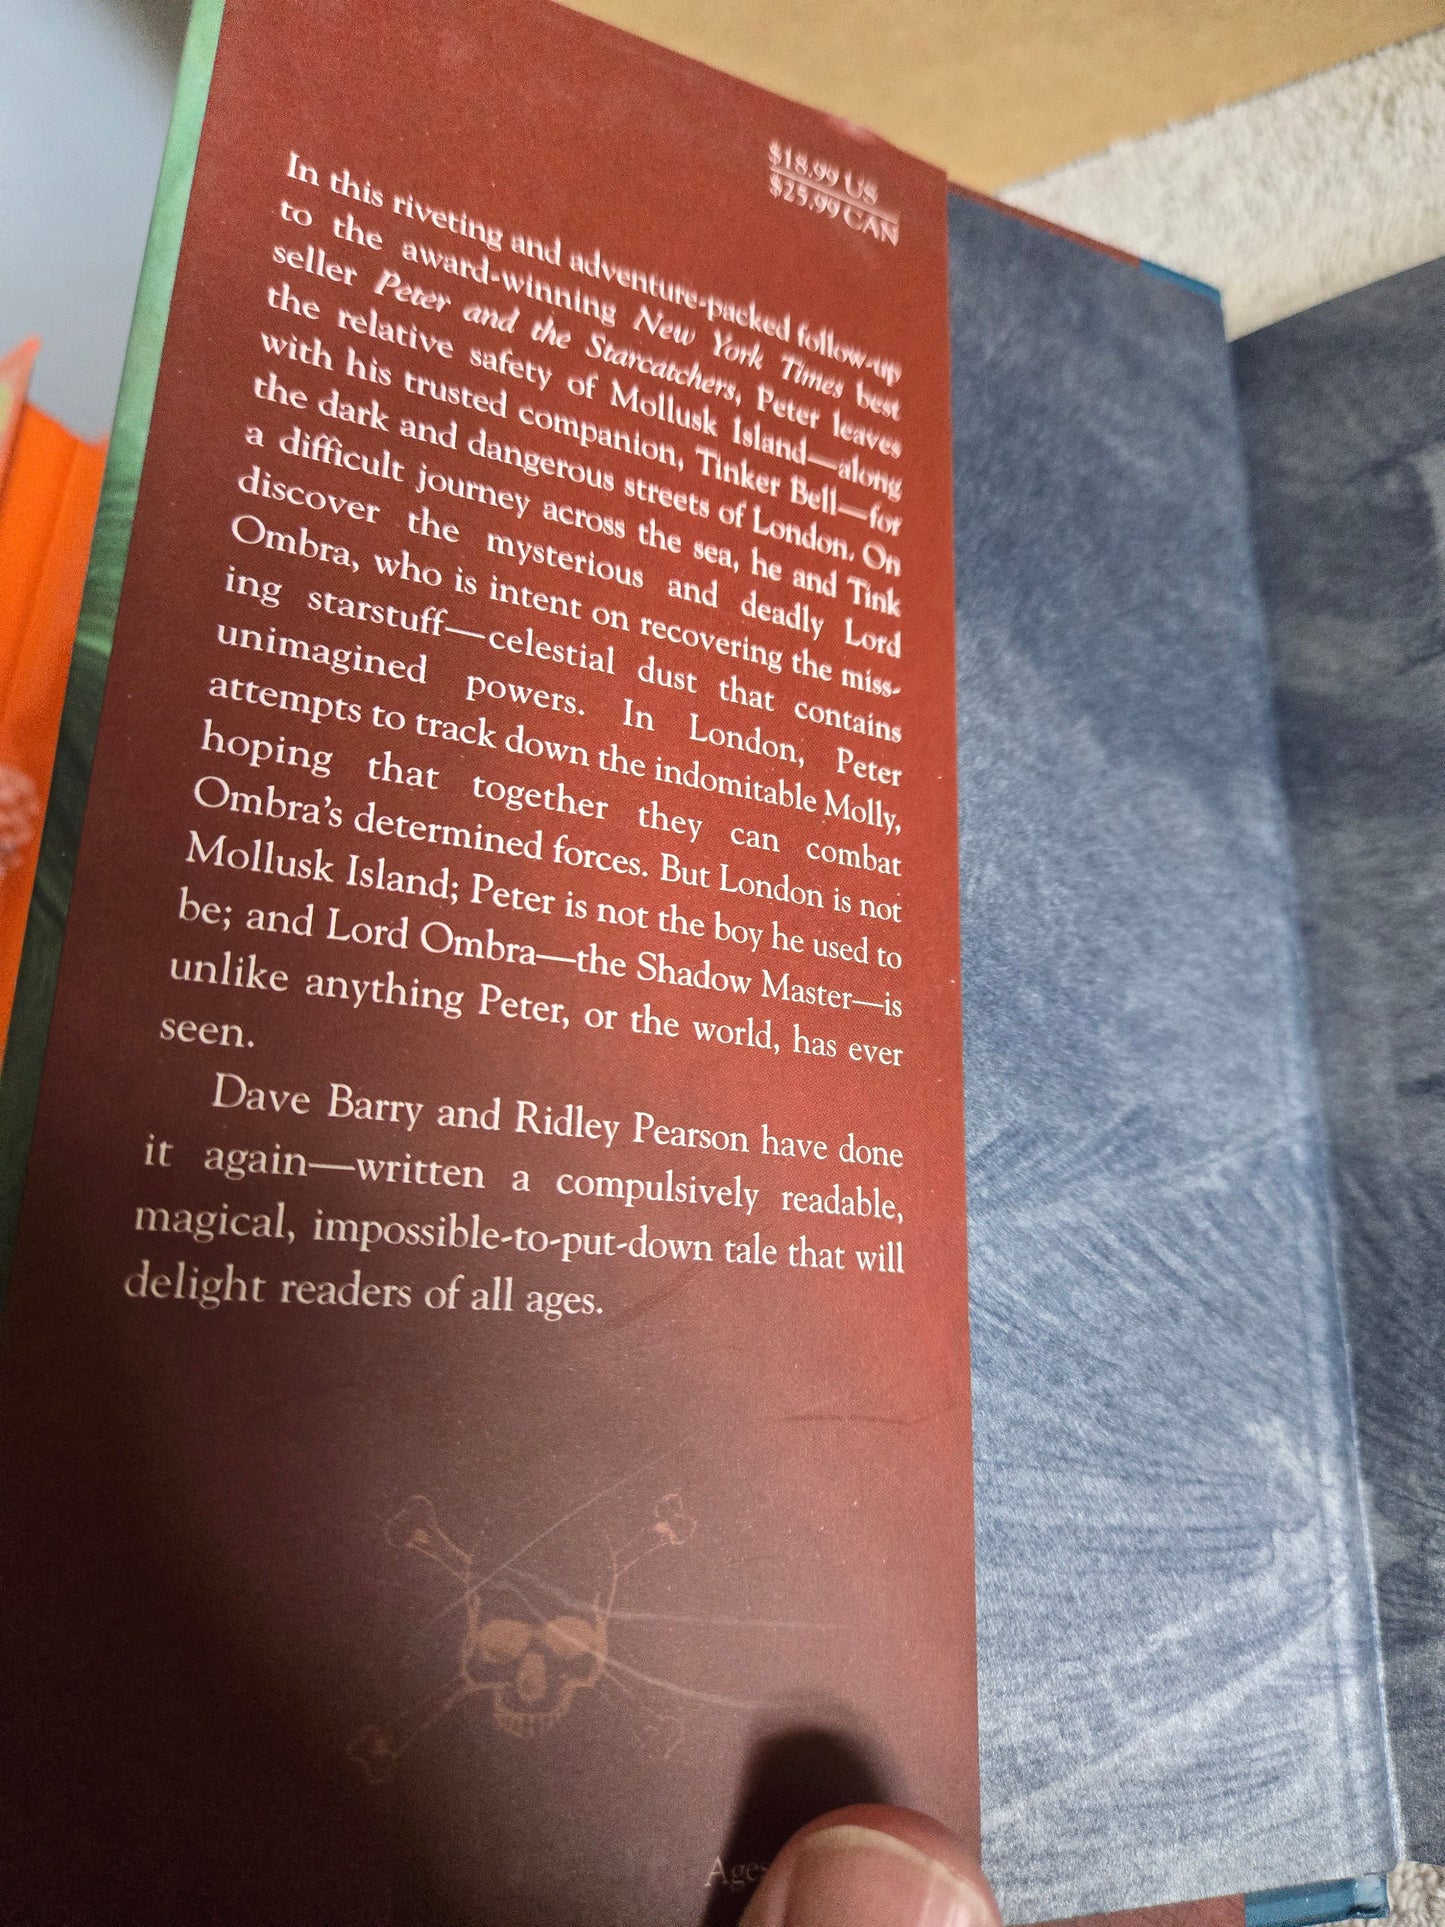 $18.99 US
$25.99 CAN
In this riveting and adventure-packed follow-up
to the award-winning New York Times best
seller Peter and the Starcatchers, Peter leaves
the relative safety of Mollusk Island—along
with his trusted companion, Tinker Bell—for
the dark and dangerous streets of London. On
a difficult journey across the sea, he and Tink
discover the mysterious and deadly Lord
Ombra, who is intent on recovering the miss-
ing starstuff—celestial dust that contains
unimagined powers. In London, Peter
attempts to track down the indomitable Molly,
hoping that together they can combat
Ombra's determined forces. But London is not
Mollusk Island; Peter is not the boy he used to
be; and Lord Ombra—the Shadow Master—is
unlike anything Peter, or the world, has ever
seen.
Dave Barry and Ridley Pearson have done
it again—written a compulsively readable,
magical, impossible-to-put-down tale that will
delight readers of all ages.
Ages